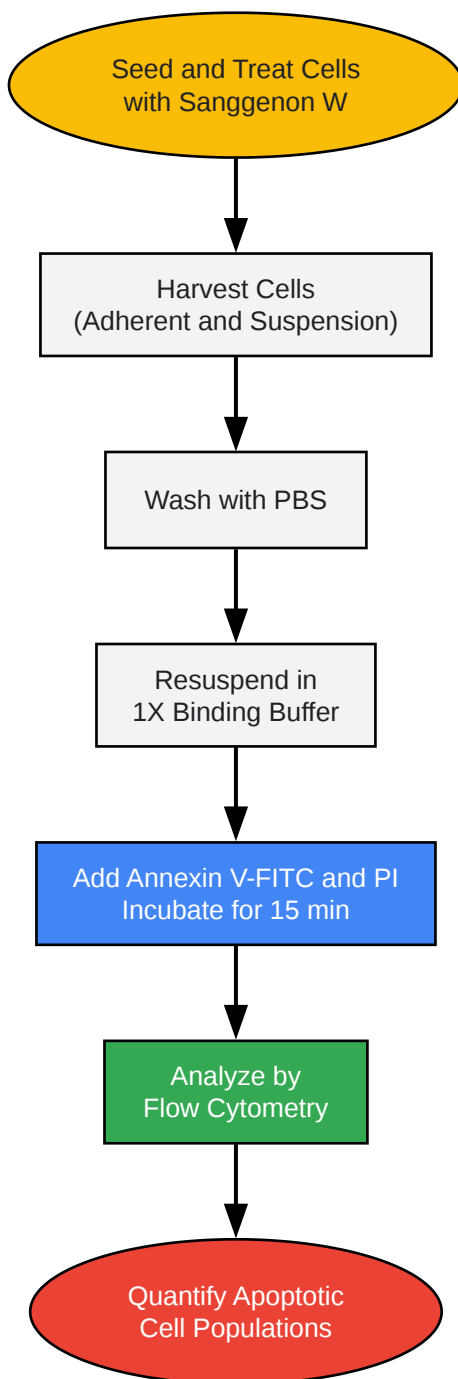 Seed and Treat Cells
with Sanggenon W
Harvest Cells
(Adherent and Suspension)
Wash with PBS
Resuspend in
1X Binding Buffer
Add Annexin V-FITC and PI
Incubate for 15 min
Analyze by
Flow Cytometry
Quantify Apoptotic
Cell Populations